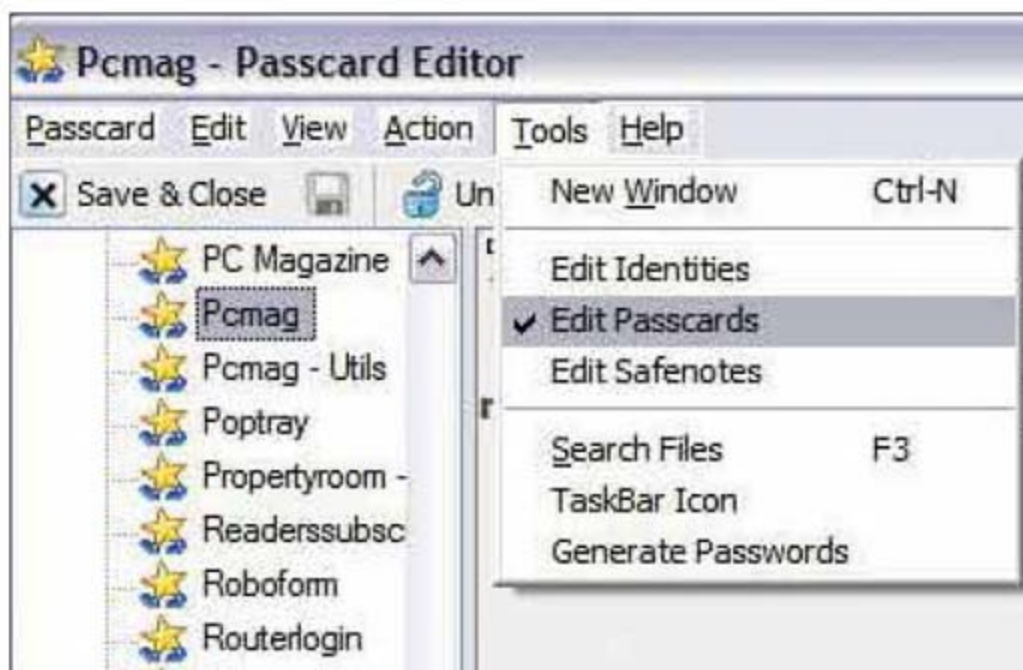 Pcmag - Passcard Editor
Passcard Edit View Action Tools Help
Save & Close Un
New Window Ctrl-N
Edit Identities
Edit Passcards
Edit Safenotes
Search Files F3
TaskBar Icon
Generate Passwords
PC Magazine
Pcmag
Pcmag - Utils
Poptray
Propertyroom -
Readerssubsc
Roboform
Routerlogin